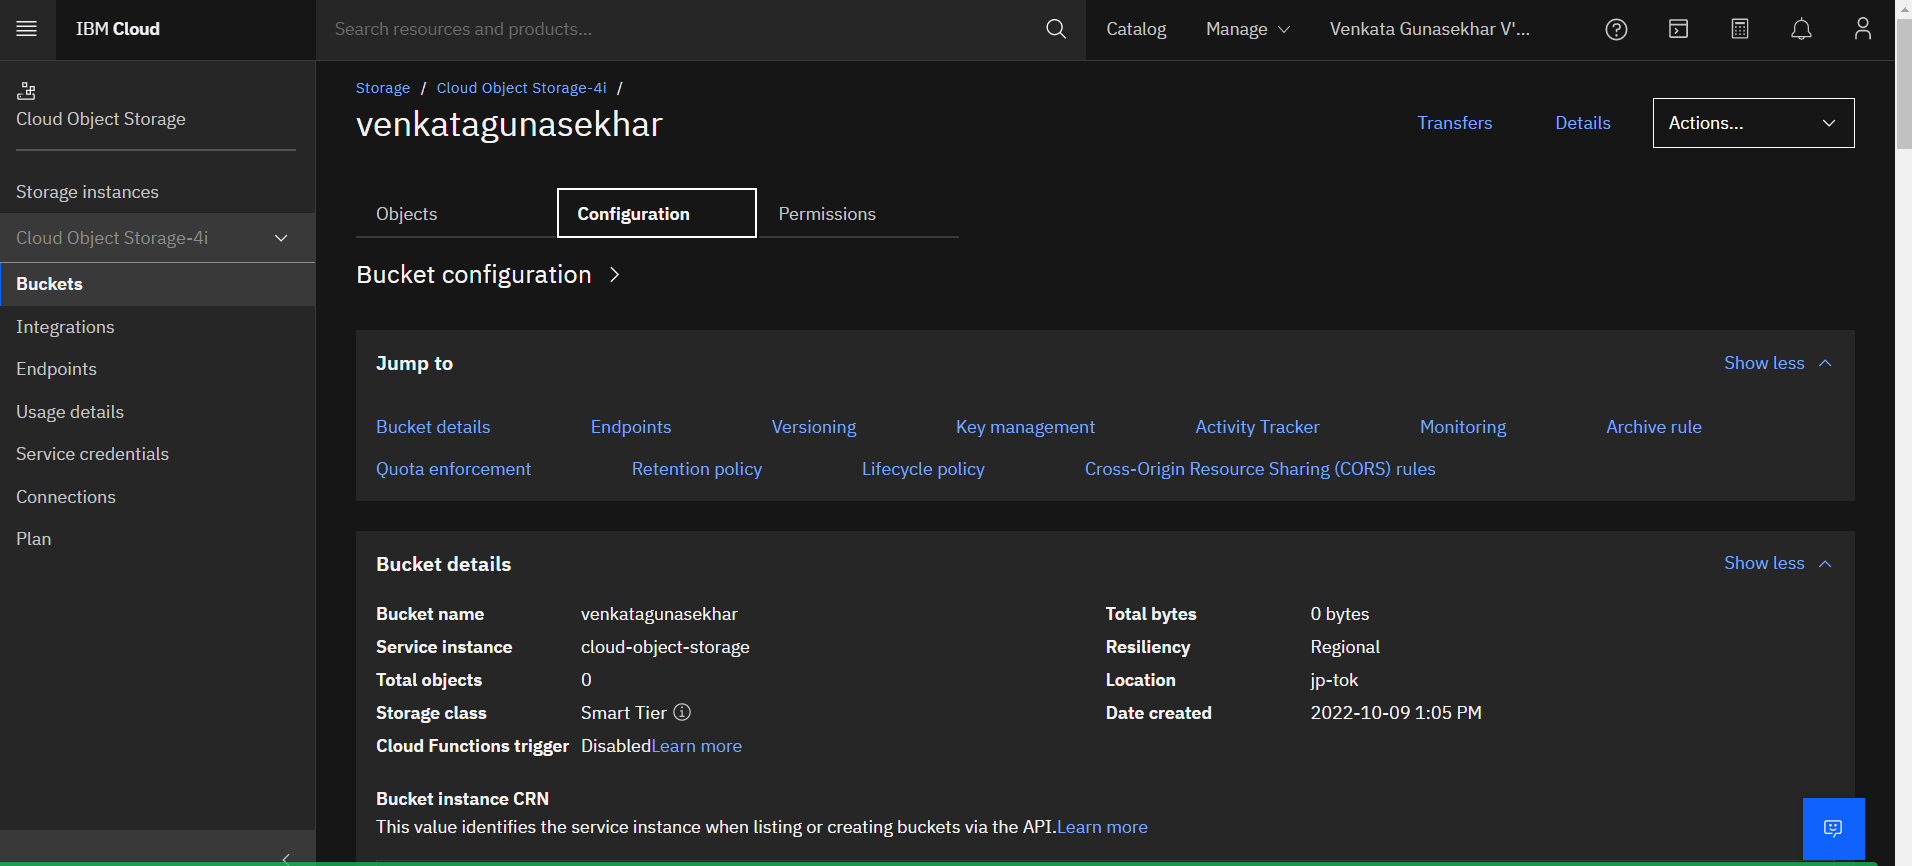 IBM Cloud
Search resources and products...
Catalog
Manage
Venkata Gunasekhar V'...
Cloud Object Storage
Storage instances
Cloud Object Storage-4i
Buckets
Integrations
Endpoints
Usage details
Service credentials
Connections
Plan
Storage / Cloud Object Storage-4i /
venkatagunasekhar
Transfers
Details
Actions...
Objects
Configuration
Permissions
Bucket configuration
Jump to
Show less
Bucket details
Endpoints
Versioning
Key management
Activity Tracker
Monitoring
Archive rule
Quota enforcement
Retention policy
Lifecycle policy
Cross-Origin Resource Sharing (CORS) rules
Bucket details
Show less
Bucket name venkatagunasekhar
Service instance cloud-object-storage
Total objects 0
Storage class Smart Tier
Cloud Functions trigger DisabledLearn more
Total bytes 0 bytes
Resiliency Regional
Location jp-tok
Date created 2022-10-09 1:05 PM
Bucket instance CRN
This value identifies the service instance when listing or creating buckets via the API.Learn more